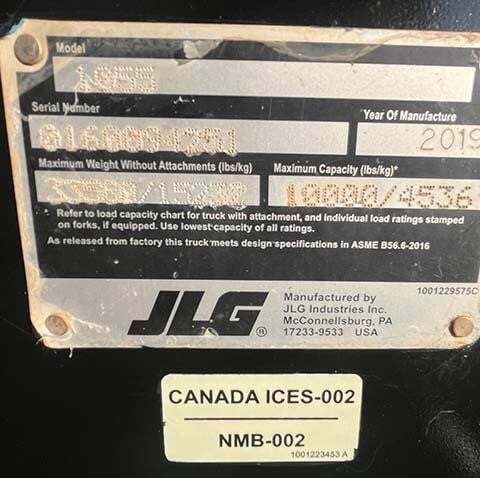 Model
1055
Serial Number
0160094251
Year Of Manufacture
2019
Maximum Weight Without Attachments (lbs/kg)
Maximum Capacity (lbs/kg)*
10000/4536
* Refer to load capacity chart for truck with attachment, and individual load ratings stamped
on forks, if equipped. Use lowest capacity of all ratings.
As released from factory this truck meets design specifications in ASME B56.6-2016
1001229575C
JLG®
Manufactured by
JLG Industries Inc.
McConnellsburg, PA
17233-9533 USA
CANADA ICES-002
NMB-002
1001223453 A